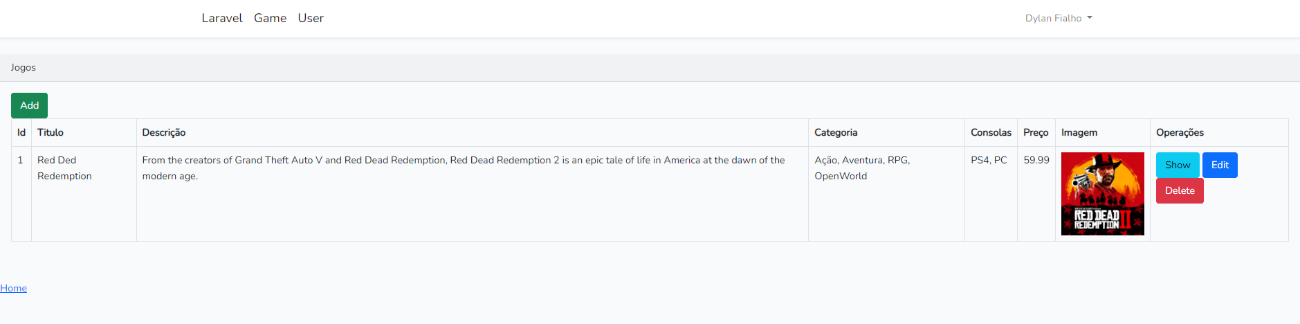 Laravel Game User Dylan Fialho
Jogos
Add
Id Titulo Descrição Categoria Consolas Preço Imagem Operações
1 Red Ded From the creators of Grand Theft Auto V and Red Dead Redemption, Red Dead Redemption 2 is an epic tale of life in America at the dawn of the Ação, Aventura, RPG, PS4, PC 59.99 Show Edit
Redemption modern age. OpenWorld
Delete
RED DEAD
REDEMPTION II
Home